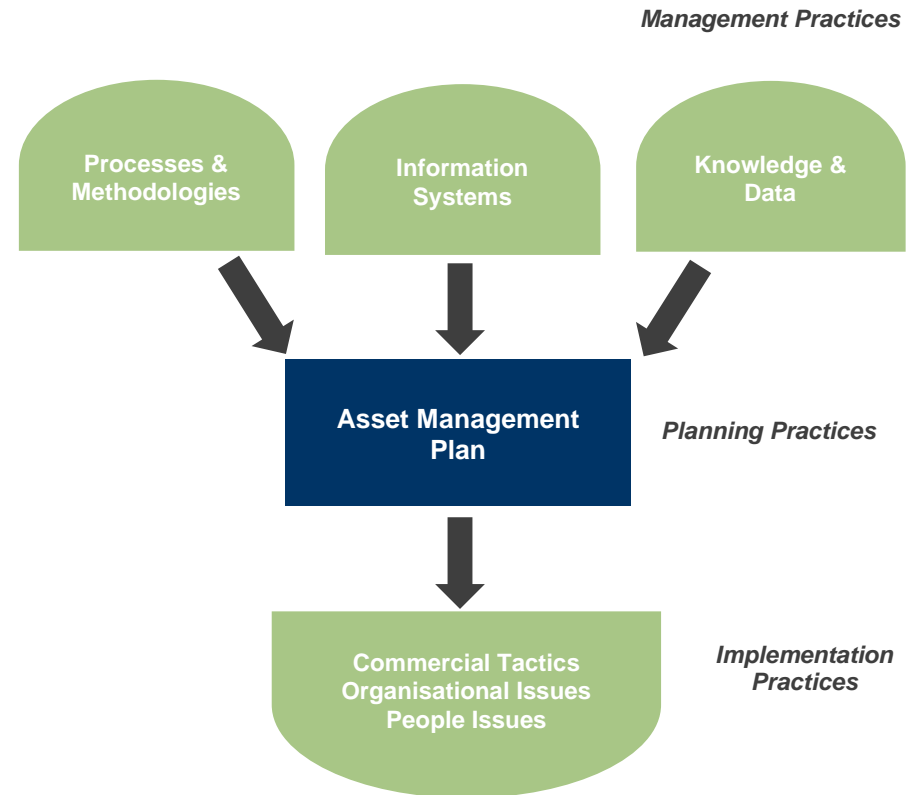 Management Practices
Processes &
Methodologies
Information
Systems
Knowledge &
Data
Asset Management
Plan
Planning Practices
Commercial Tactics
Organisational Issues
People Issues
Implementation
Practices